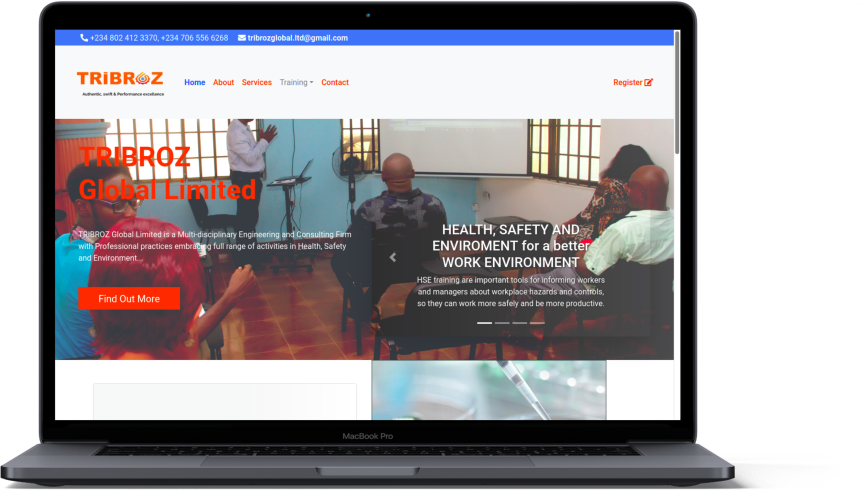 +234 802 412 3370, +234 706 556 6268 tribrozglobal.ltd@gmail.com
TRiBROZ
Authentic, swift & Performance excellence
Home About Services Training Contact
Register
TRIBROZ
Global Limited
TRIBROZ Global Limited is a Multi-disciplinary Engineering and Consulting Firm
with Professional practices embracing full range of activities in Health, Safety
and Environment...
Find Out More
HEALTH, SAFETY AND
ENVIROMENT for a better
WORK ENVIRONMENT
HSE training are important tools for informing workers
and managers about workplace hazards and controls,
so they can work more safely and be more productive.
MacBook Pro